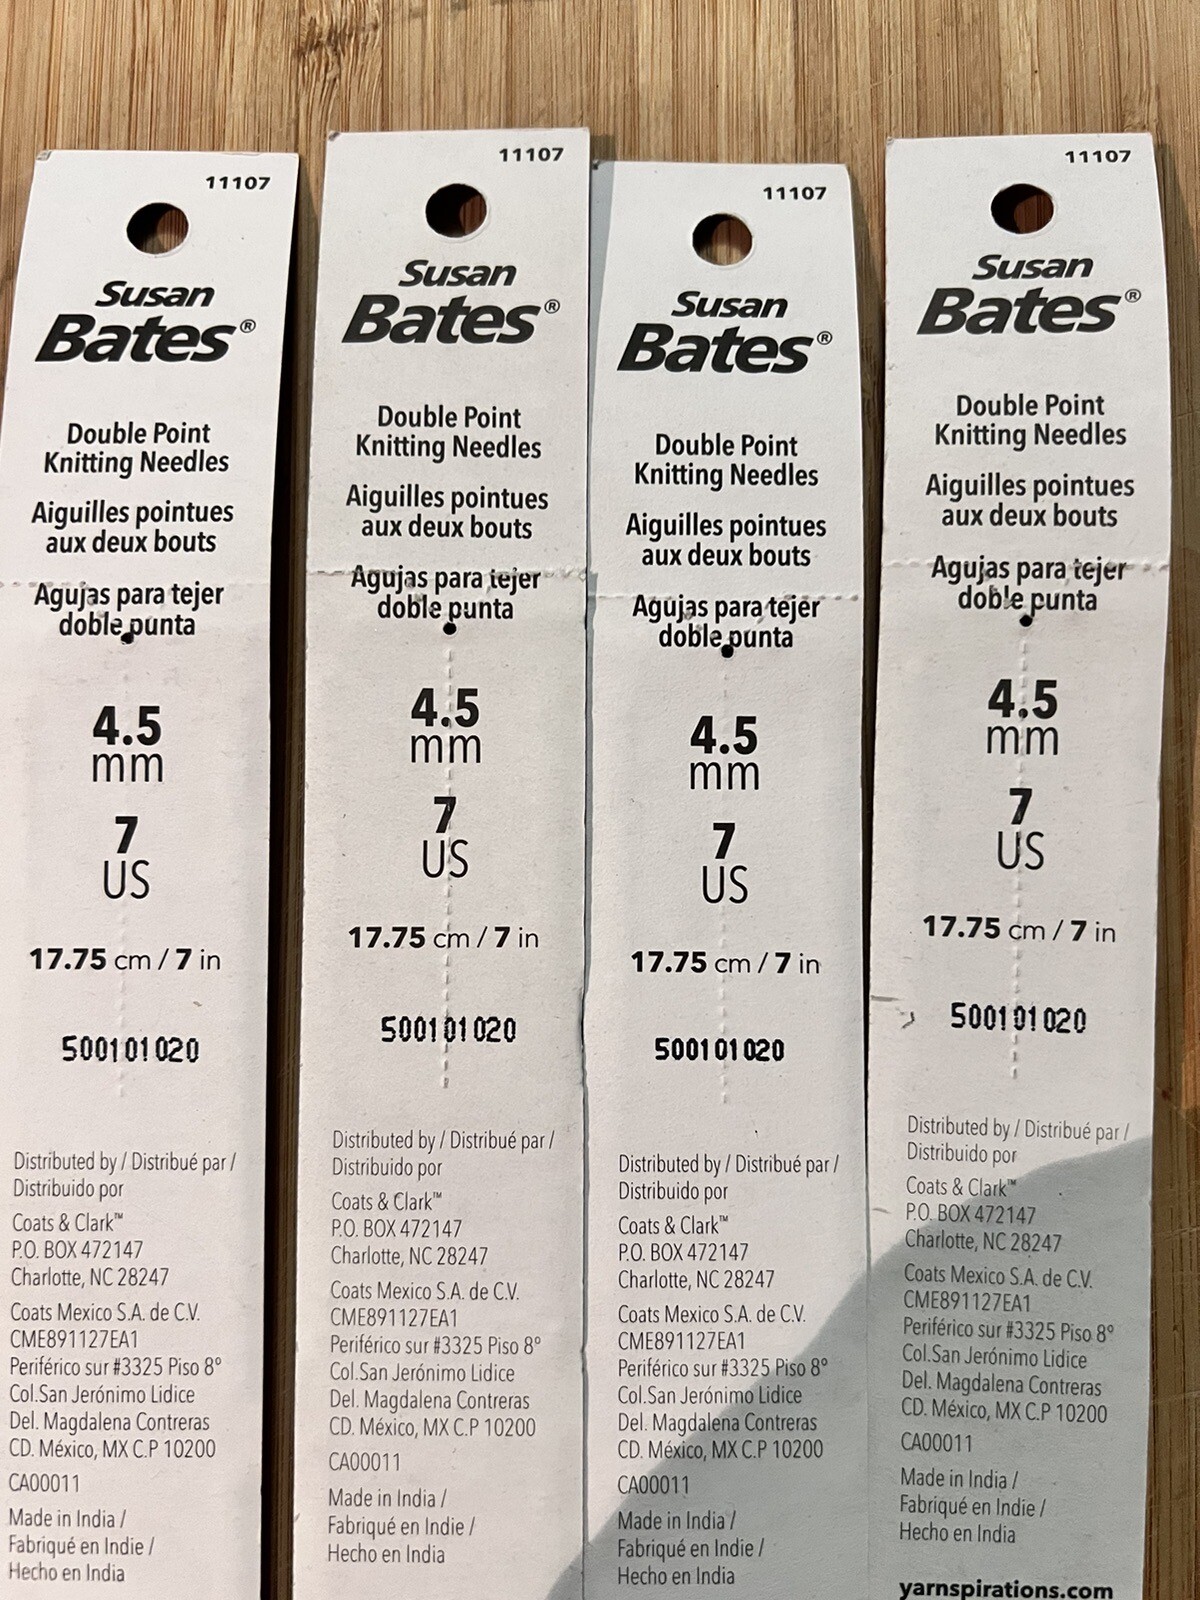 11107
Susan
Bates®
Double Point
Knitting Needles
Aiguilles pointues
aux deux bouts
Agujas para tejer
doble punta
4.5
mm
7
US
17.75 cm / 7 in
500101020
Distributed by / Distribué par /
Distribuido por
Coats & Clark™
P.O. BOX 472147
Charlotte, NC 28247
Coats Mexico S.A. de C.V.
CME891127EA1
Periférico sur #3325 Piso 8º
Col.San Jerónimo Lidice
Del. Magdalena Contreras
CD. México, MX C.P 10200
CA00011
Made in India /
Fabriqué en Indie /
Hecho en India
11107
Susan
Bates®
Double Point
Knitting Needles
Aiguilles pointues
aux deux bouts
Agujas para tejer
doble punta
4.5
mm
7
US
17.75 cm / 7 in
500101020
Distributed by / Distribué par /
Distribuido por
Coats & Clark™
P.O. BOX 472147
Charlotte, NC 28247
Coats Mexico S.A. de C.V.
CME891127EA1
Periférico sur #3325 Piso 8º
Col.San Jerónimo Lidice
Del. Magdalena Contreras
CD. México, MX C.P 10200
CA00011
Made in India /
Fabriqué en Indie /
Hecho en India
11107
Susan
Bates®
Double Point
Knitting Needles
Aiguilles pointues
aux deux bouts
Agujas para tejer
doble punta
4.5
mm
7
US
17.75 cm / 7 in
500101020
Distributed by / Distribué par /
Distribuido por
Coats & Clark™
P.O. BOX 472147
Charlotte, NC 28247
Coats Mexico S.A. de C.V.
CME891127EA1
Periférico sur #3325 Piso 8º
Col.San Jerónimo Lidice
Del. Magdalena Contreras
CD. México, MX C.P 10200
CA00011
Made in India /
Fabriqué en Indie /
Hecho en India
11107
Susan
Bates®
Double Point
Knitting Needles
Aiguilles pointues
aux deux bouts
Agujas para tejer
doble punta
4.5
mm
7
US
17.75 cm / 7 in
500101020
Distributed by / Distribué par /
Distribuido por
Coats & Clark™
P.O. BOX 472147
Charlotte, NC 28247
Coats Mexico S.A. de C.V.
CME891127EA1
Periférico sur #3325 Piso 8º
Col.San Jerónimo Lidice
Del. Magdalena Contreras
CD. México, MX C.P 10200
CA00011
Made in India /
Fabriqué en Indie /
Hecho en India
yarnspirations.com